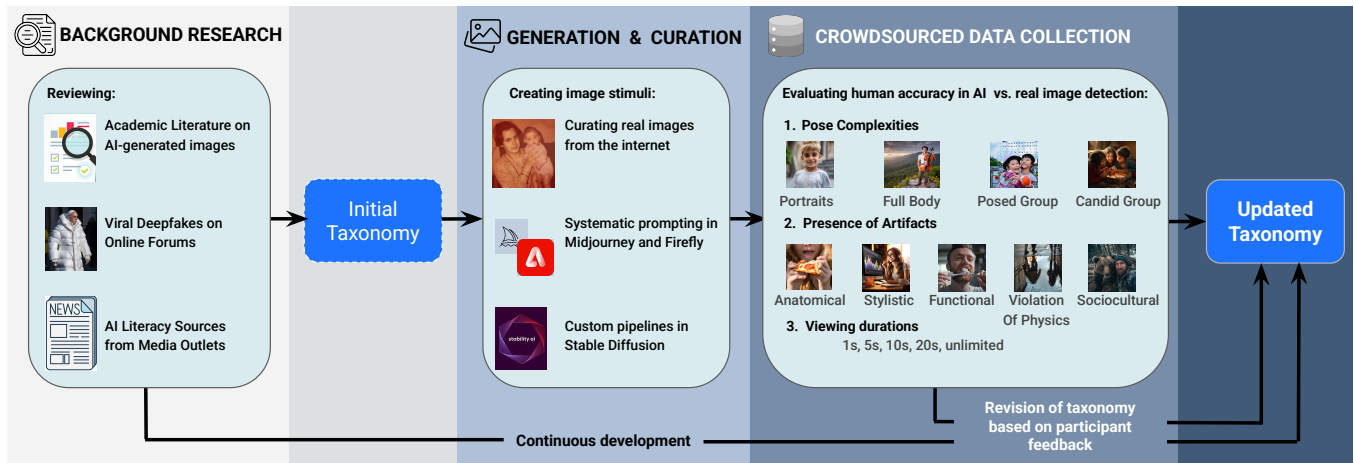 BACKGROUND RESEARCH
Reviewing:
Academic Literature on
AI-generated images
Viral Deepfakes on
Online Forums
NEWS
AI Literacy Sources
from Media Outlets
Initial
Taxonomy
GENERATION & CURATION
Creating image stimuli:
Curating real images
from the internet
Systematic prompting in
Midjourney and Firefly
stability ai
Custom pipelines in
Stable Diffusion
CROWDSOURCED DATA COLLECTION
Evaluating human accuracy in AI vs. real image detection:
1. Pose Complexities
Portraits
Full Body
Posed Group
Candid Group
2. Presence of Artifacts
Anatomical
Stylistic
Functional
Violation
Of Physics
Sociocultural
3. Viewing durations
1s, 5s, 10s, 20s, unlimited
Updated
Taxonomy
Revision of taxonomy
based on participant
feedback
Continuous development